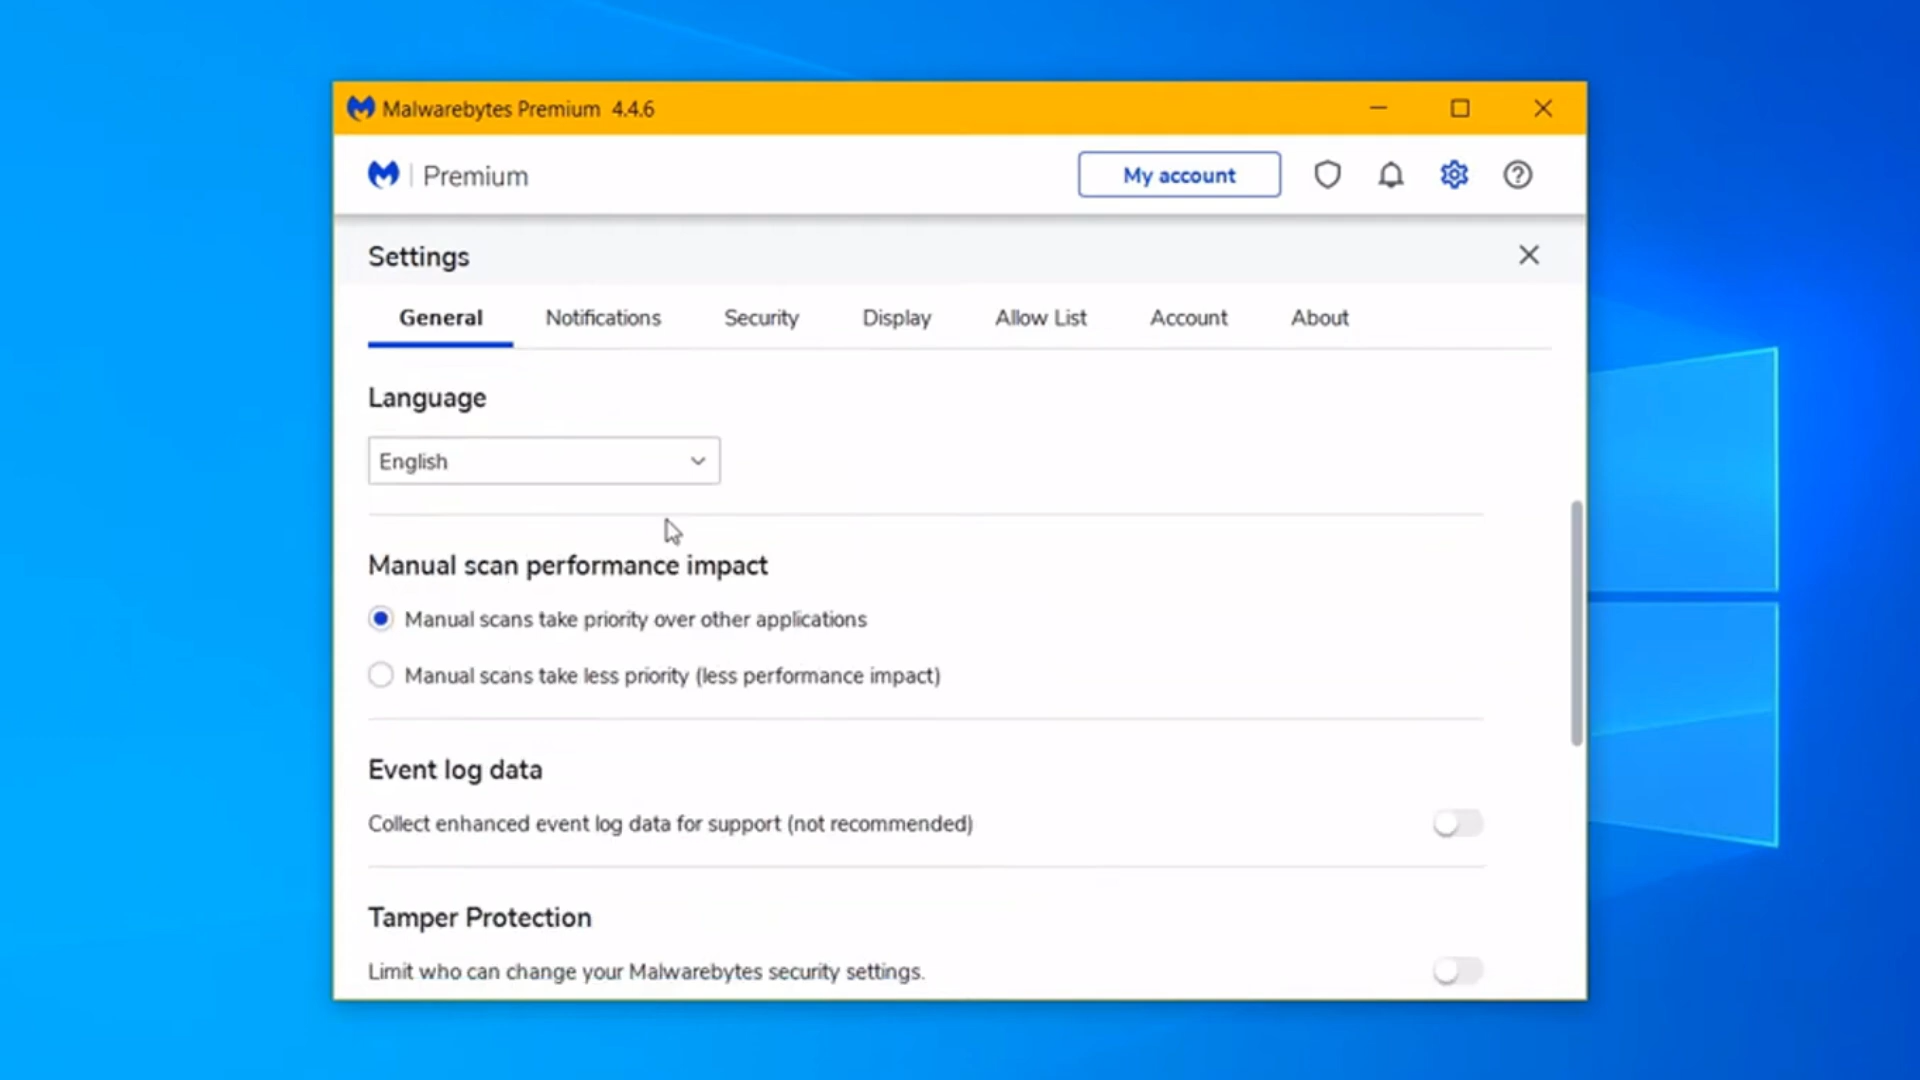 Malwarebytes Premium 4.4.6
Premium
My account
Settings
General Notifications Security Display Allow List Account About
Language
English
Manual scan performance impact
Manual scans take priority over other applications
Manual scans take less priority (less performance impact)
Event log data
Collect enhanced event log data for support (not recommended)
Tamper Protection
Limit who can change your Malwarebytes security settings.